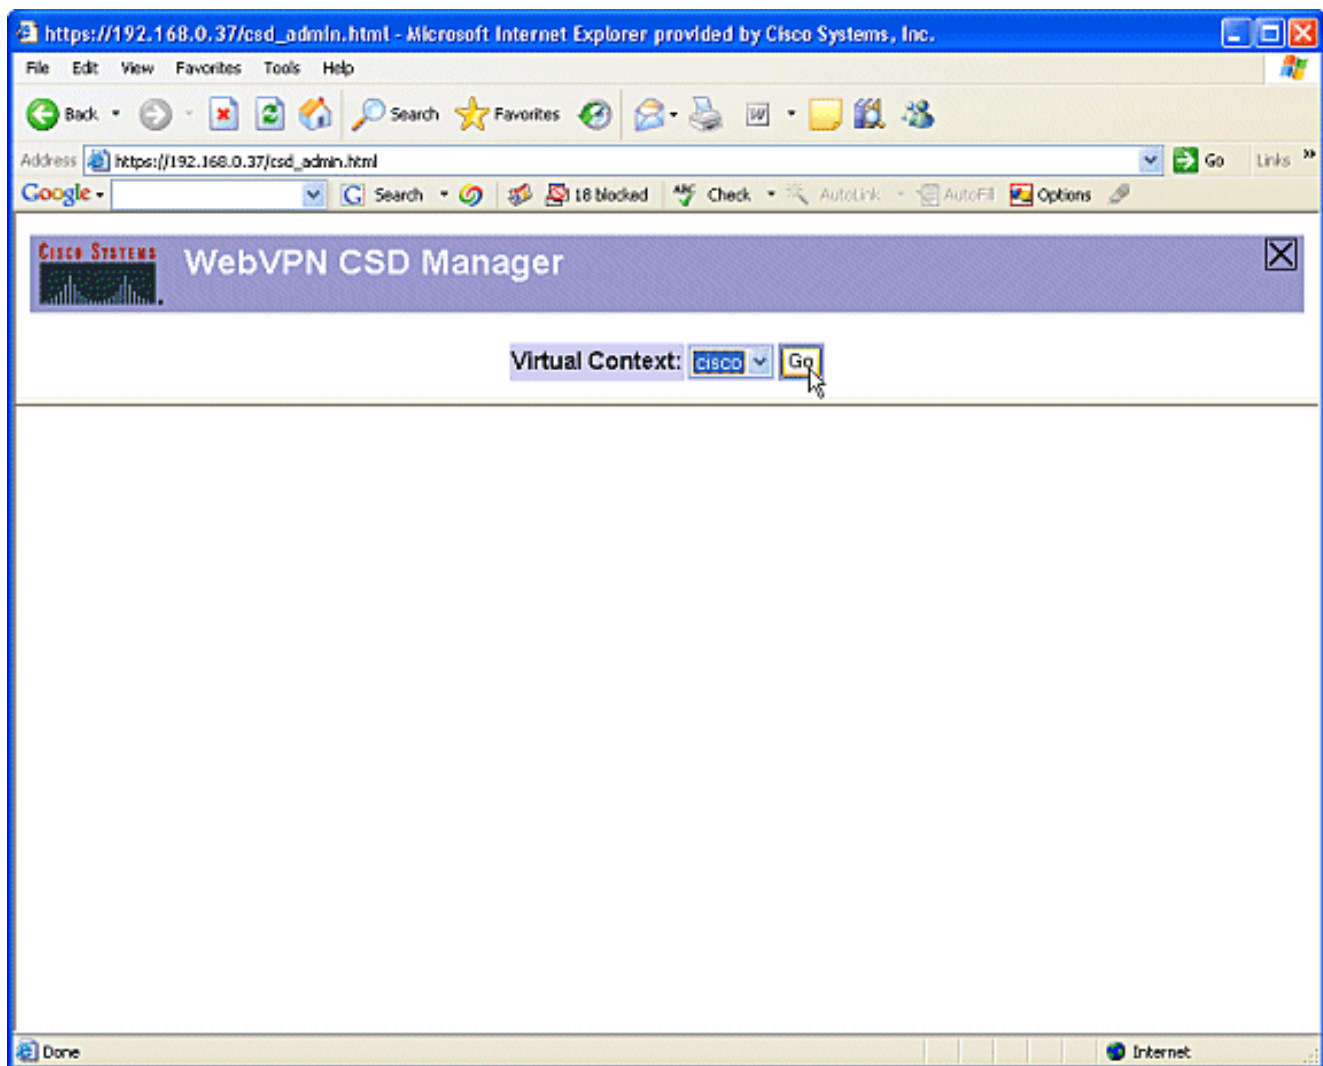 https://192.168.0.37/csd_admin.html - Microsoft Internet Explorer provided by Cisco Systems, Inc.
File Edit View Favorites Tools Help
Back Search Favorites W
Address https://192.168.0.37/csd_admin.html Go Links »
Google G Search 18 blocked ABC Check AutoLink AutoFill Options
CISCO SYSTEMS
WebVPN CSD Manager
Virtual Context: cisco Go
Done Internet